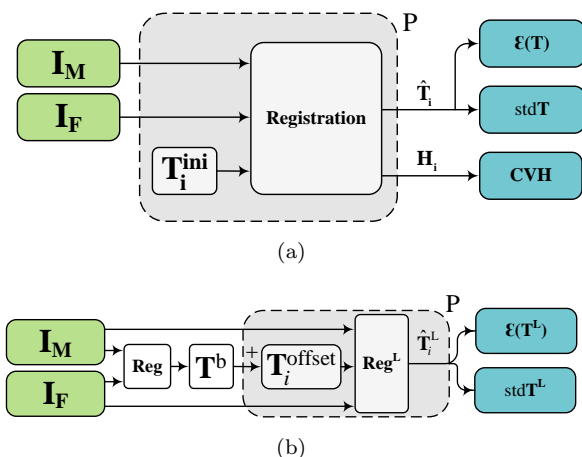 P
I_M
I_F
T_i^ini
Registration
T̂_i
H_i
ℰ(T)
stdT
CVH
(a)
P
I_M
I_F
Reg
T^b
+
T_i^offset
Reg^L
T̂_i^L
ℰ(T^L)
stdT^L
(b)